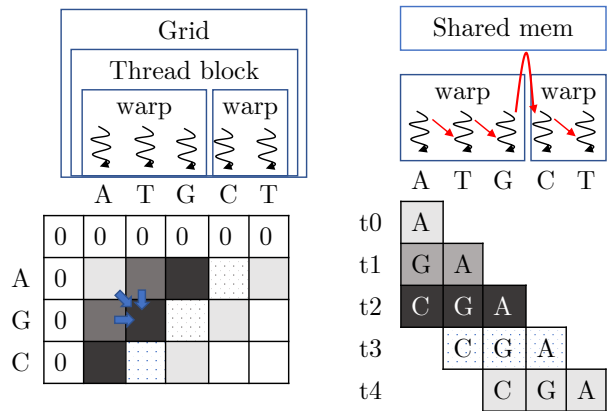 Grid
Thread block
warp warp
A T G C T
0 0 0 0 0 0
A
G 0
C 0
0
Shared mem
warp warp
A T G C T
t0 A
t1 G A
t2 C G A
t3 C G A
t4 C G A